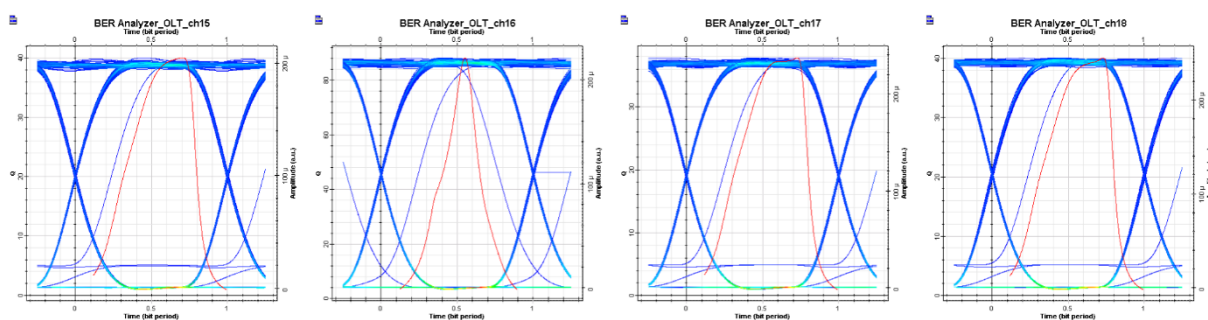 BER Analyzer_OLT_ch15
Time (bit period)
0 0.5 1
40
30
20
10
0
Q
200 µ
100 µ
0
Amplitude (a.u.)
0 0.5 1
Time (bit period)
BER Analyzer_OLT_ch16
Time (bit period)
0 0.5 1
80
60
40
20
0
Q
200 µ
100 µ
0
Amplitude (a.u.)
0 0.5 1
Time (bit period)
BER Analyzer_OLT_ch17
Time (bit period)
0 0.5 1
30
20
10
0
Q
200 µ
100 µ
0
Amplitude (a.u.)
0 0.5 1
Time (bit period)
BER Analyzer_OLT_ch18
Time (bit period)
0 0.5 1
40
30
20
10
0
Q
200 µ
100 µ
0
0 0.5 1
Time (bit period)